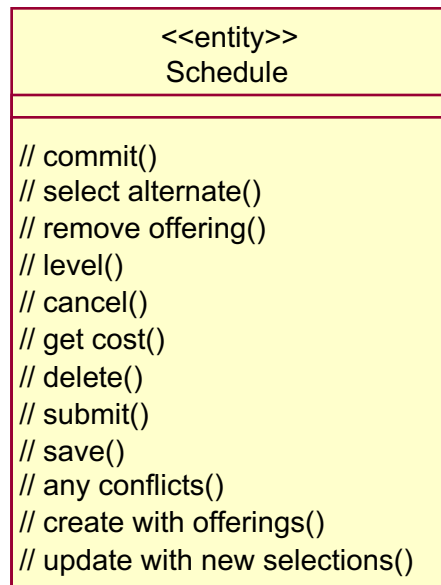 <<entity>>
Schedule
// commit()
// select alternate()
// remove offering()
// level()
// cancel()
// get cost()
// delete()
// submit()
// save()
// any conflicts()
// create with offerings()
// update with new selections()